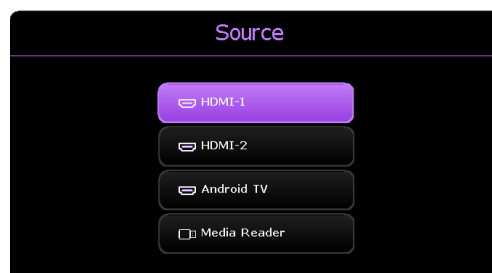 Source
HDMI-1
HDMI-2
Android TV
Media Reader